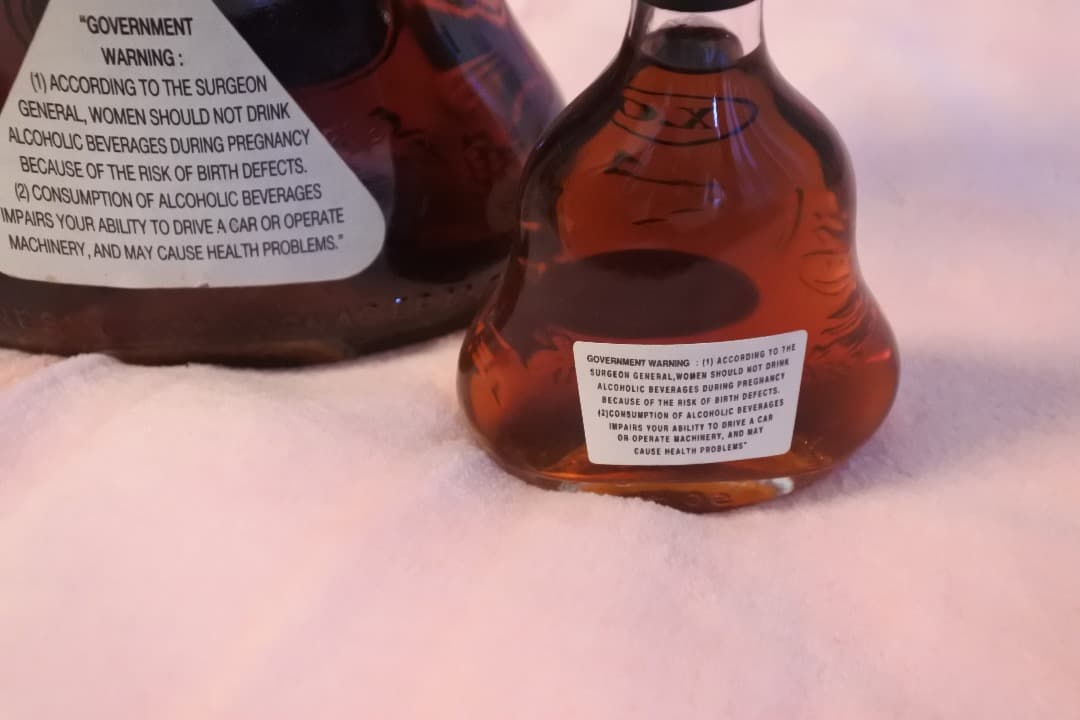 “GOVERNMENT
WARNING :
(1) ACCORDING TO THE SURGEON
GENERAL, WOMEN SHOULD NOT DRINK
ALCOHOLIC BEVERAGES DURING PREGNANCY
BECAUSE OF THE RISK OF BIRTH DEFECTS.
(2) CONSUMPTION OF ALCOHOLIC BEVERAGES
IMPAIRS YOUR ABILITY TO DRIVE A CAR OR OPERATE
MACHINERY, AND MAY CAUSE HEALTH PROBLEMS.”
X.O
GOVERNMENT WARNING : (1) ACCORDING TO THE
SURGEON GENERAL,WOMEN SHOULD NOT DRINK
ALCOHOLIC BEVERAGES DURING PREGNANCY
BECAUSE OF THE RISK OF BIRTH DEFECTS.
(2)CONSUMPTION OF ALCOHOLIC BEVERAGES
IMPAIRS YOUR ABILITY TO DRIVE A CAR
OR OPERATE MACHINERY, AND MAY
CAUSE HEALTH PROBLEMS”